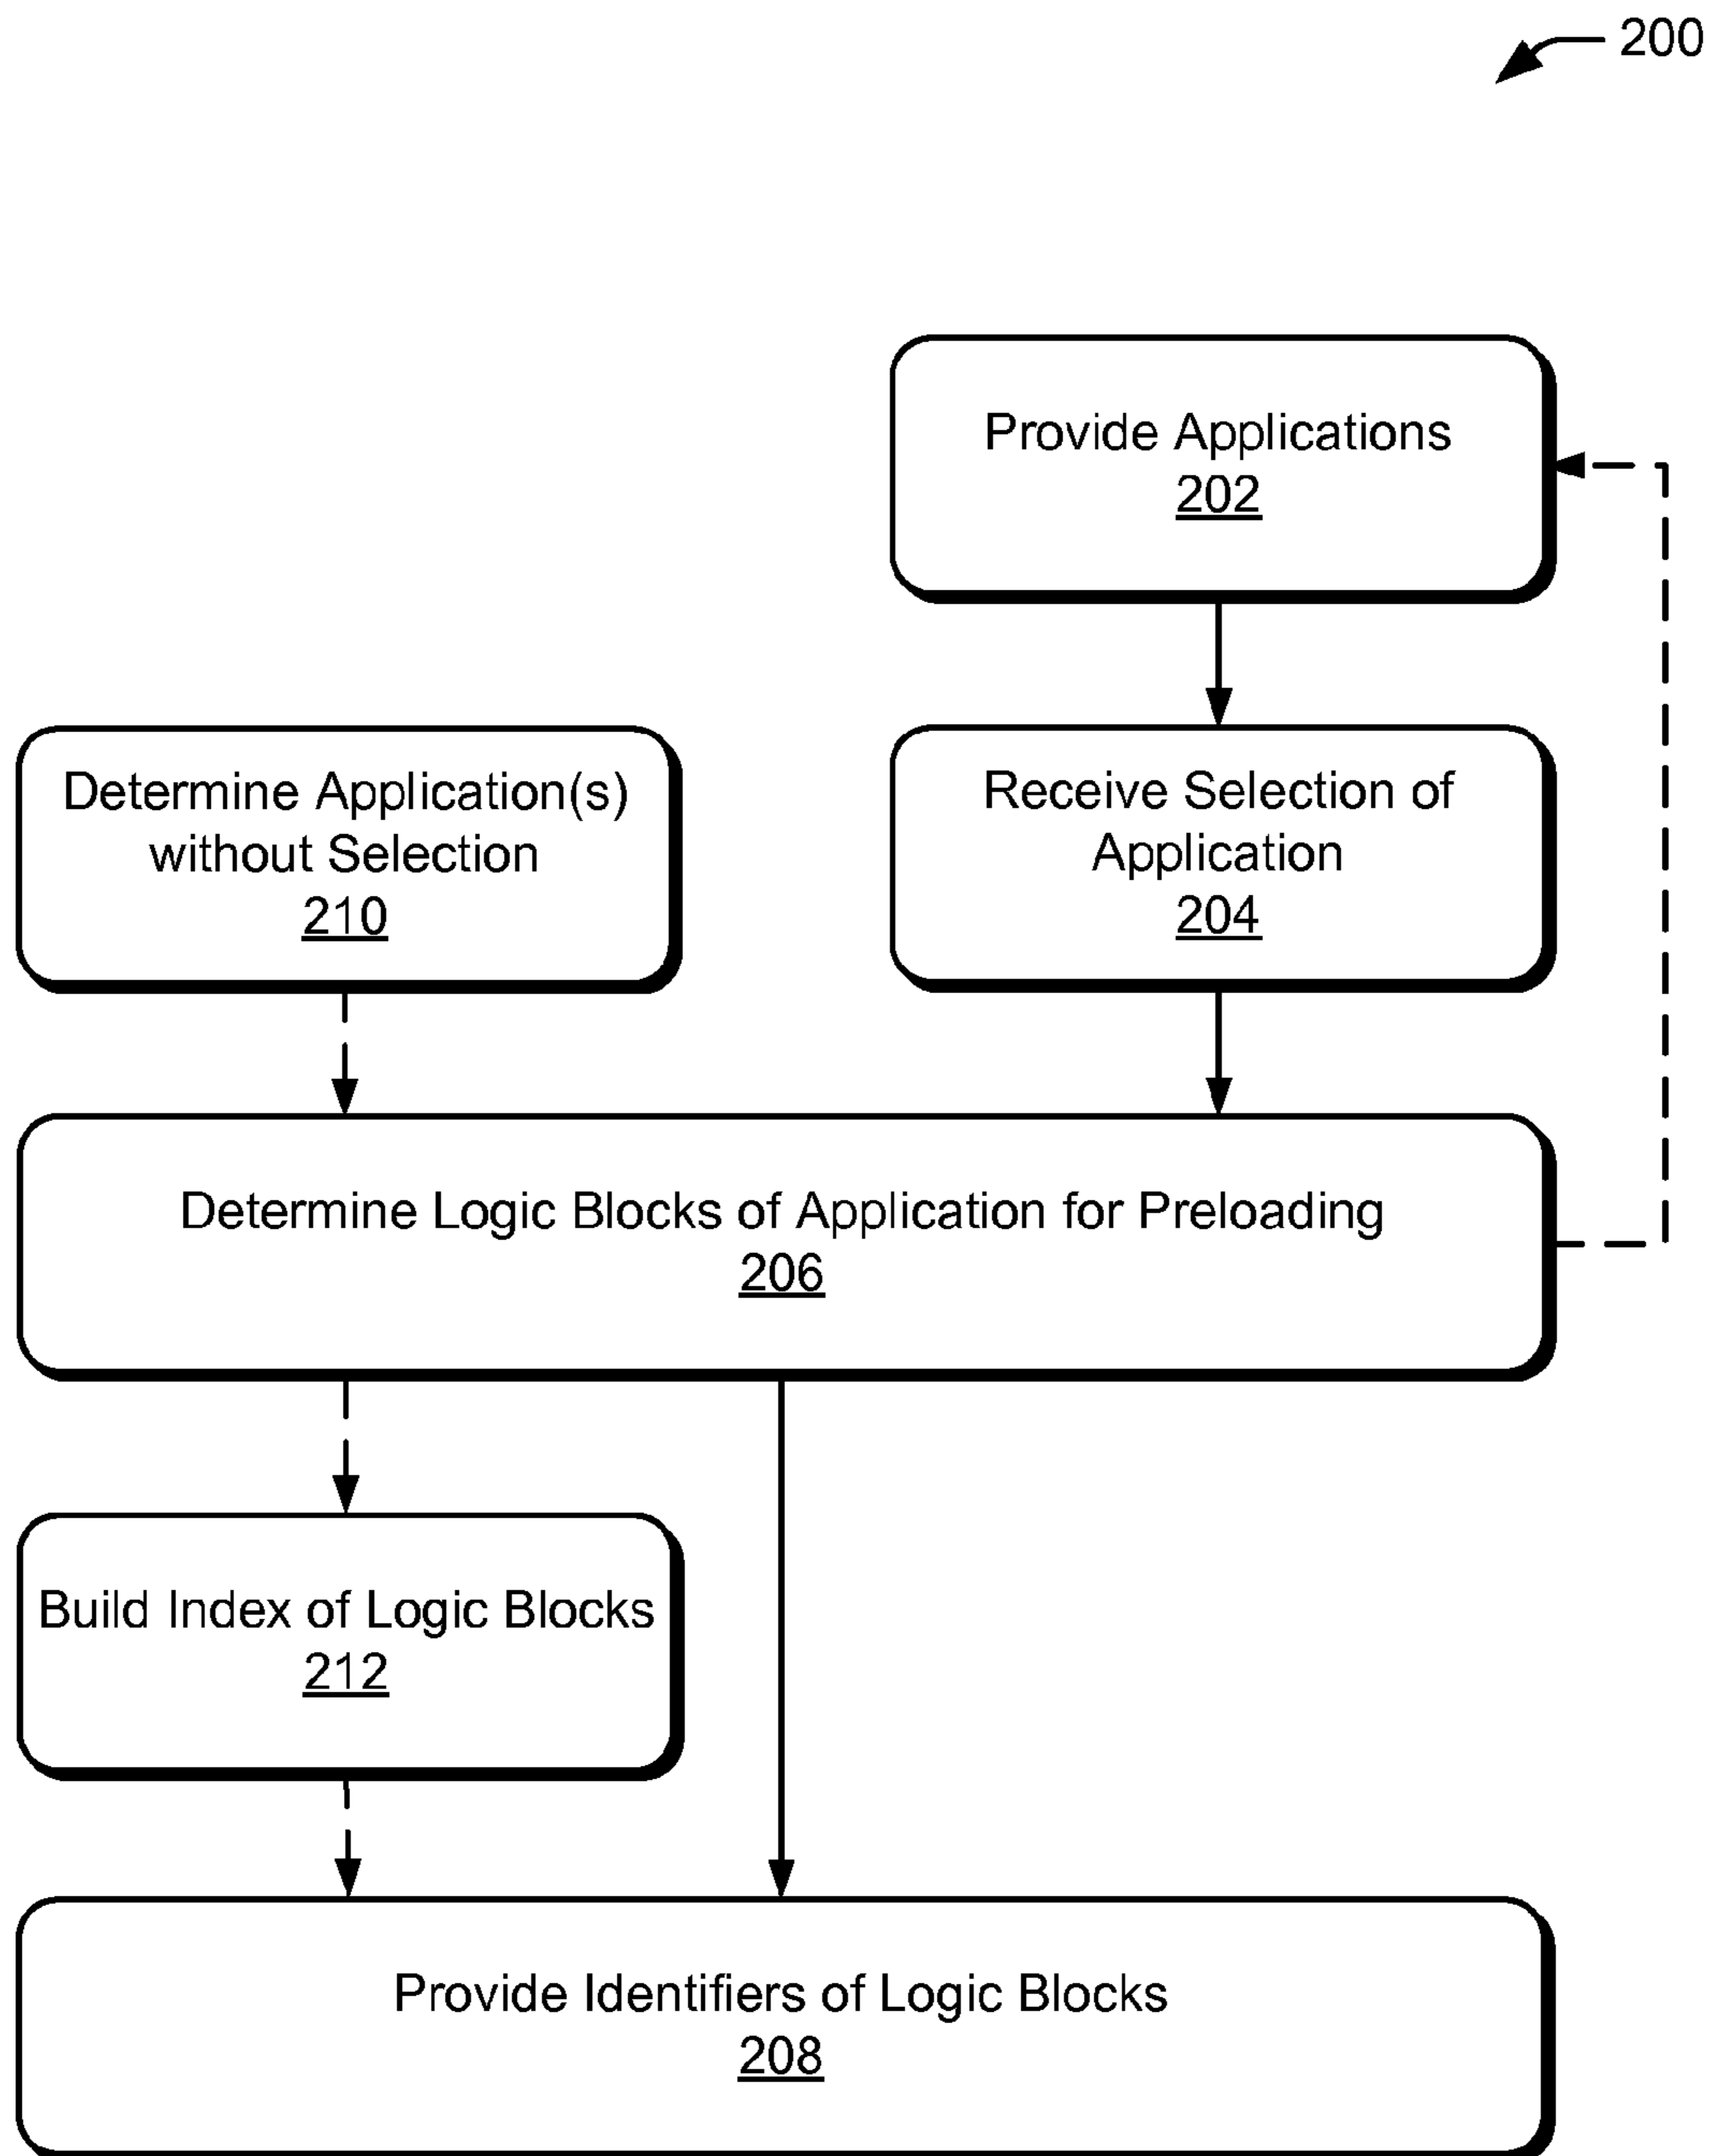 200
Provide Applications
202
Determine Application(s)
without Selection
210
Receive Selection of
Application
204
Determine Logic Blocks of Application for Preloading
206
Build Index of Logic Blocks
212
Provide Identifiers of Logic Blocks
208